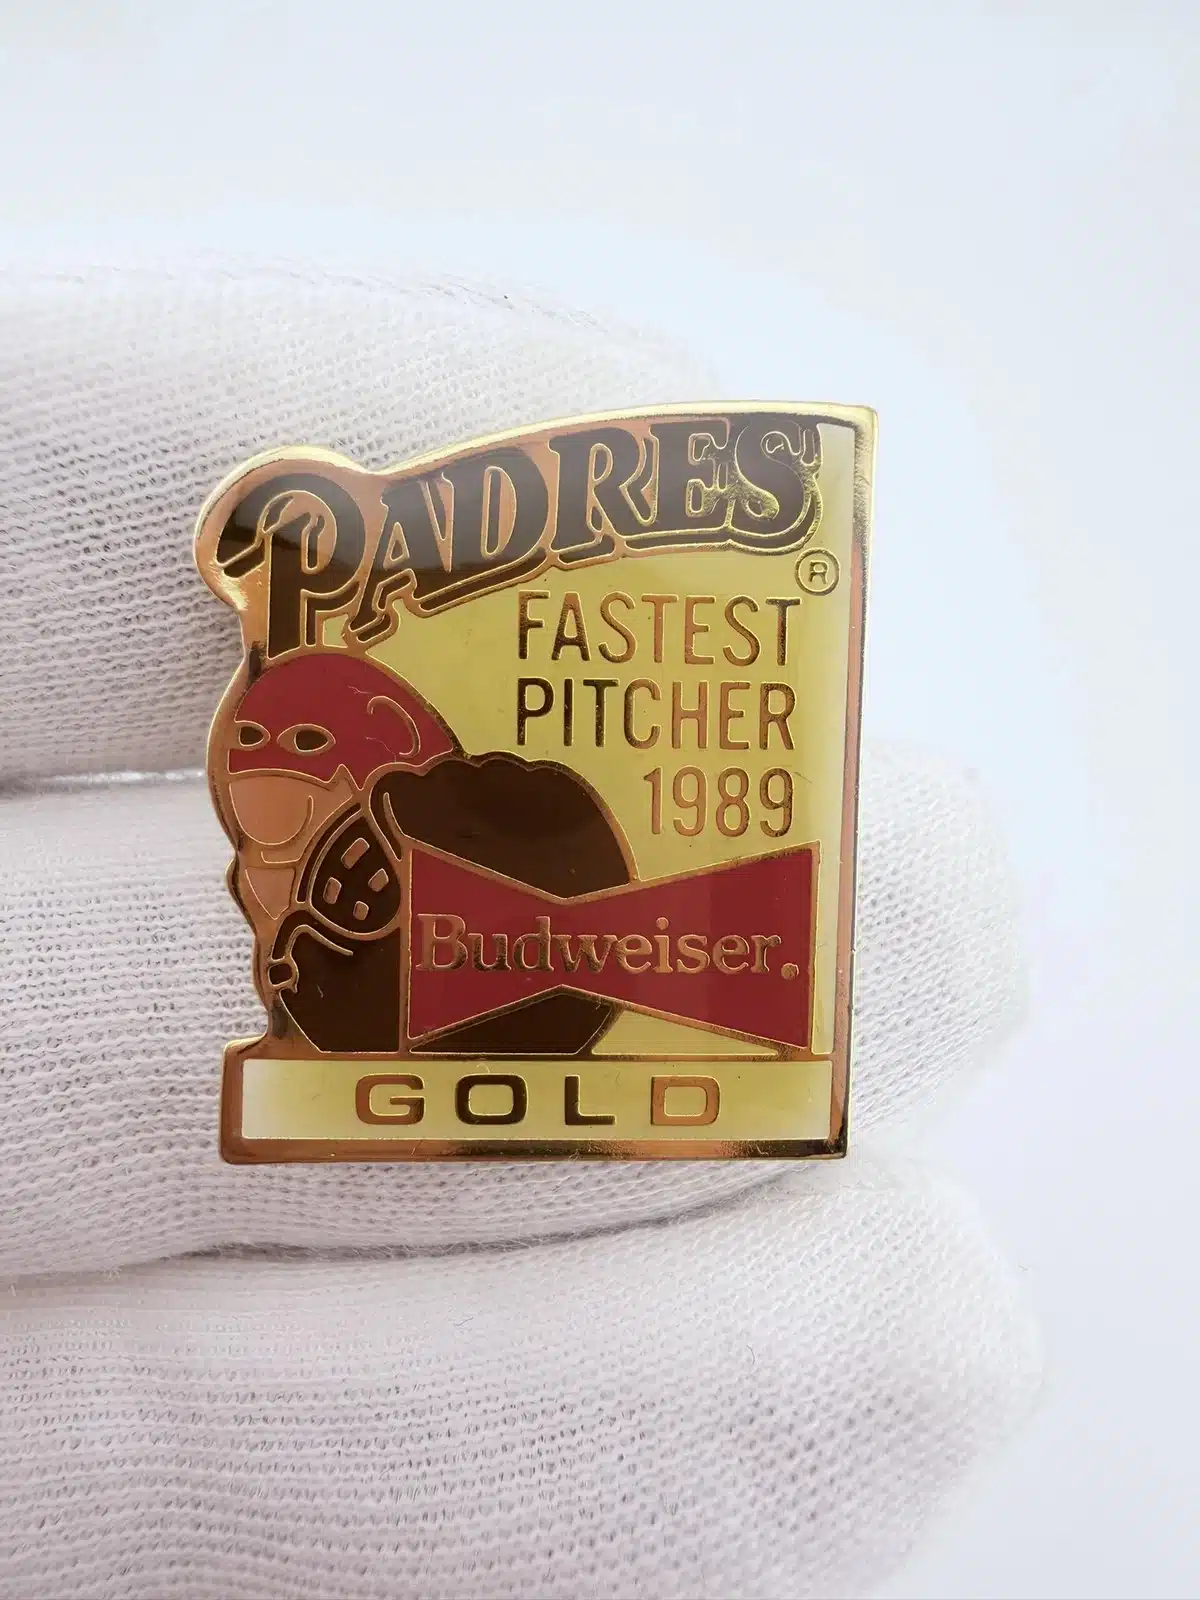 PADRES®
FASTEST
PITCHER
1989
Budweiser.
GOLD